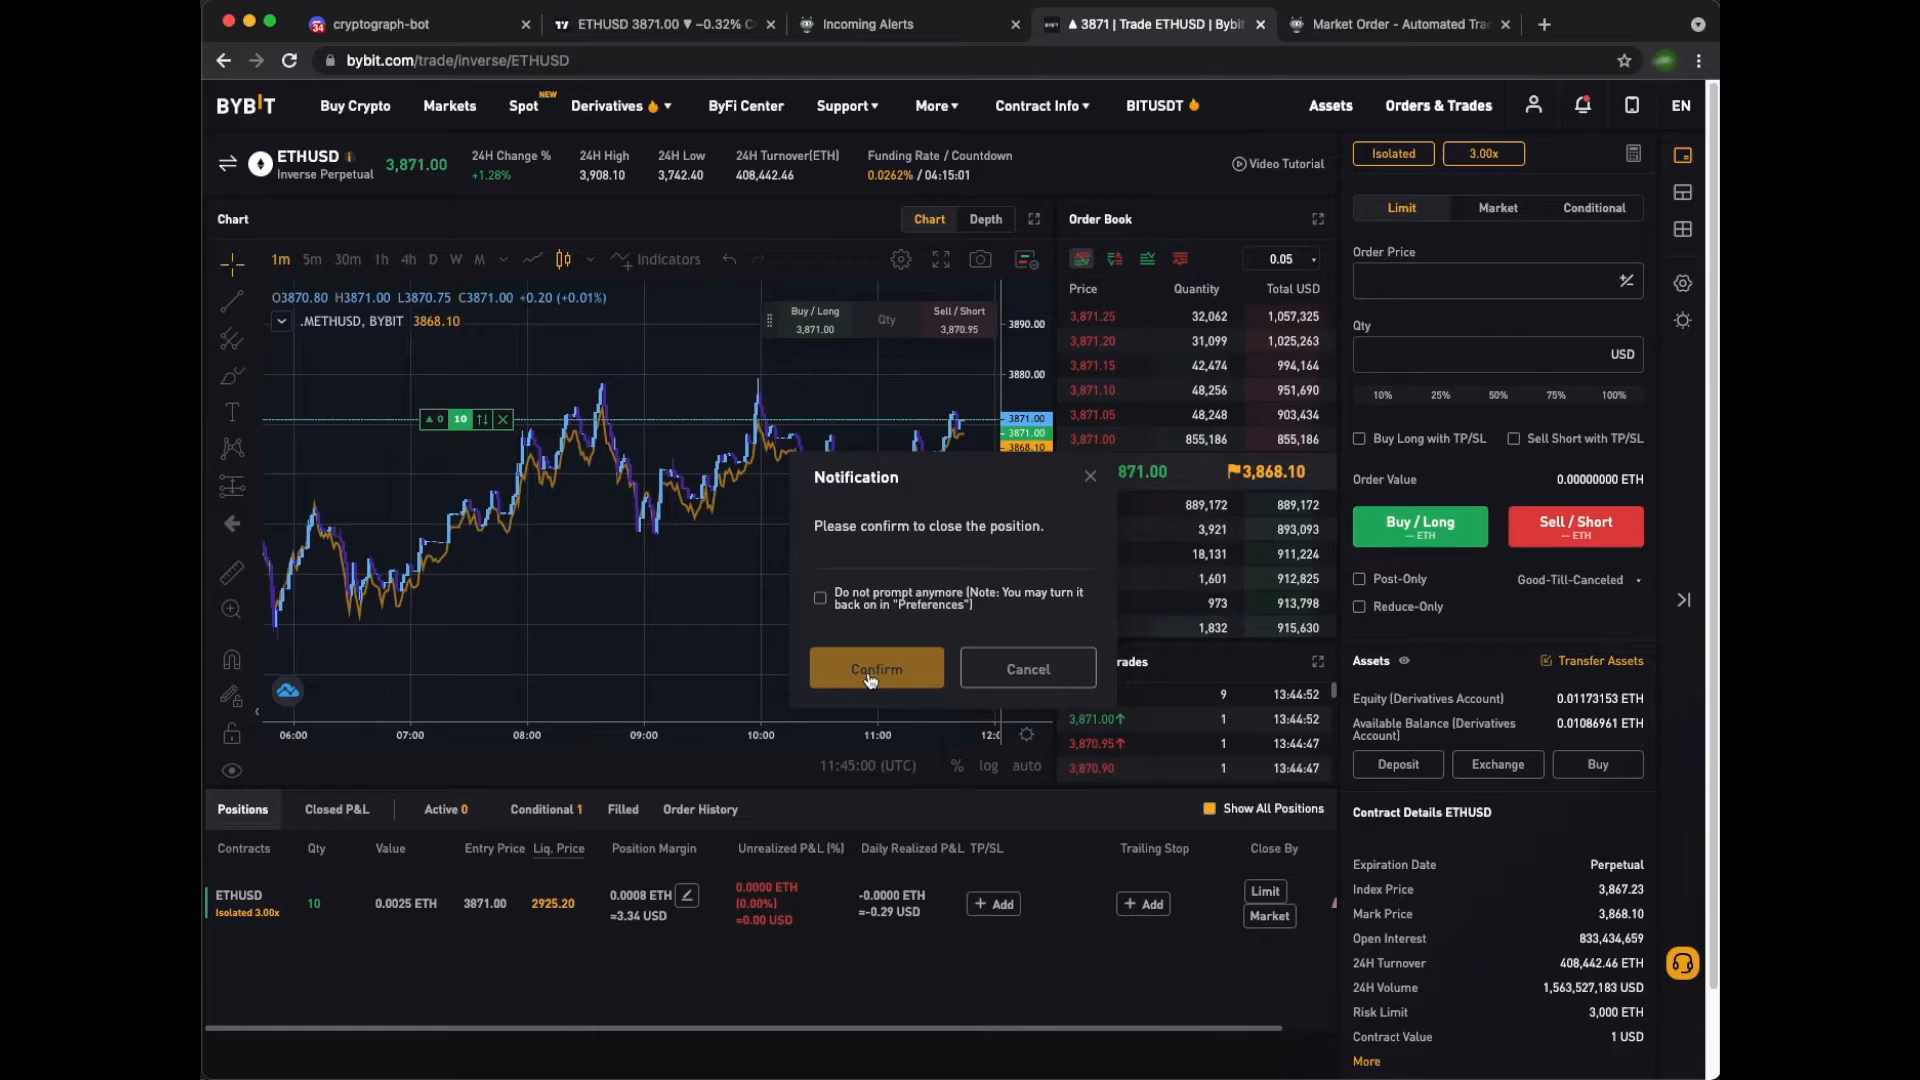 34 cryptograph-bot
ETHUSD 3871.00 ▼ −0.32% C
Incoming Alerts
▲ 3871 | Trade ETHUSD | Bybit
Market Order - Automated Tra
bybit.com/trade/inverse/ETHUSD
BYBIT Buy Crypto Markets Spot NEW Derivatives ByFi Center Support More Contract Info BITUSDT Assets Orders & Trades EN
ETHUSD
Inverse Perpetual
3,871.00
24H Change %
+1.28%
24H High
3,908.10
24H Low
3,742.40
24H Turnover(ETH)
408,442.46
Funding Rate / Countdown
0.0262% / 04:15:01
Video Tutorial
Isolated 3.00x
Chart
Chart Depth
Order Book
Limit Market Conditional
1m 5m 30m 1h 4h D W M Indicators
0.05
O3870.80 H3871.00 L3870.75 C3871.00 +0.20 (+0.01%)
.METHUSD, BYBIT 3868.10
Buy / Long
3,871.00
Qty
Sell / Short
3,870.95
3890.00
3880.00
3871.00
3871.00
3868.10
▲ 0 10
Price Quantity Total USD
3,871.25 32,062 1,057,325
3,871.20 31,099 1,025,263
3,871.15 42,474 994,164
3,871.10 48,256 951,690
3,871.05 48,248 903,434
3,871.00 855,186 855,186
871.00 3,868.10
889,172 889,172
3,921 893,093
18,131 911,224
1,601 912,825
973 913,798
1,832 915,630
Notification
Please confirm to close the position.
Do not prompt anymore (Note: You may turn it
back on in "Preferences")
Confirm Cancel
rades
9 13:44:52
3,871.00↑ 1 13:44:52
3,870.95↑ 1 13:44:47
3,870.90 1 13:44:47
06:00 07:00 08:00 09:00 10:00 11:00 12:0
11:45:00 (UTC) % log auto
Order Price
Qty
USD
10% 25% 50% 75% 100%
Buy Long with TP/SL Sell Short with TP/SL
Order Value 0.00000000 ETH
Buy / Long
-- ETH
Sell / Short
-- ETH
Post-Only Good-Till-Canceled
Reduce-Only
Assets Transfer Assets
Equity (Derivatives Account) 0.01173153 ETH
Available Balance (Derivatives
Account)
0.01086961 ETH
Deposit Exchange Buy
Contract Details ETHUSD
Expiration Date Perpetual
Index Price 3,867.23
Mark Price 3,868.10
Open Interest 833,434,659
24H Turnover 408,442.46 ETH
24H Volume 1,563,527,183 USD
Risk Limit 3,000 ETH
Contract Value 1 USD
More
Positions Closed P&L Active 0 Conditional 1 Filled Order History
Show All Positions
Contracts Qty Value Entry Price Liq. Price Position Margin Unrealized P&L (%) Daily Realized P&L TP/SL Trailing Stop Close By
ETHUSD
Isolated 3.00x
10
0.0025 ETH
3871.00
2925.20
0.0008 ETH
≈3.34 USD
0.0000 ETH
(0.00%)
≈0.00 USD
-0.0000 ETH
≈-0.29 USD
+ Add
+ Add
Limit
Market